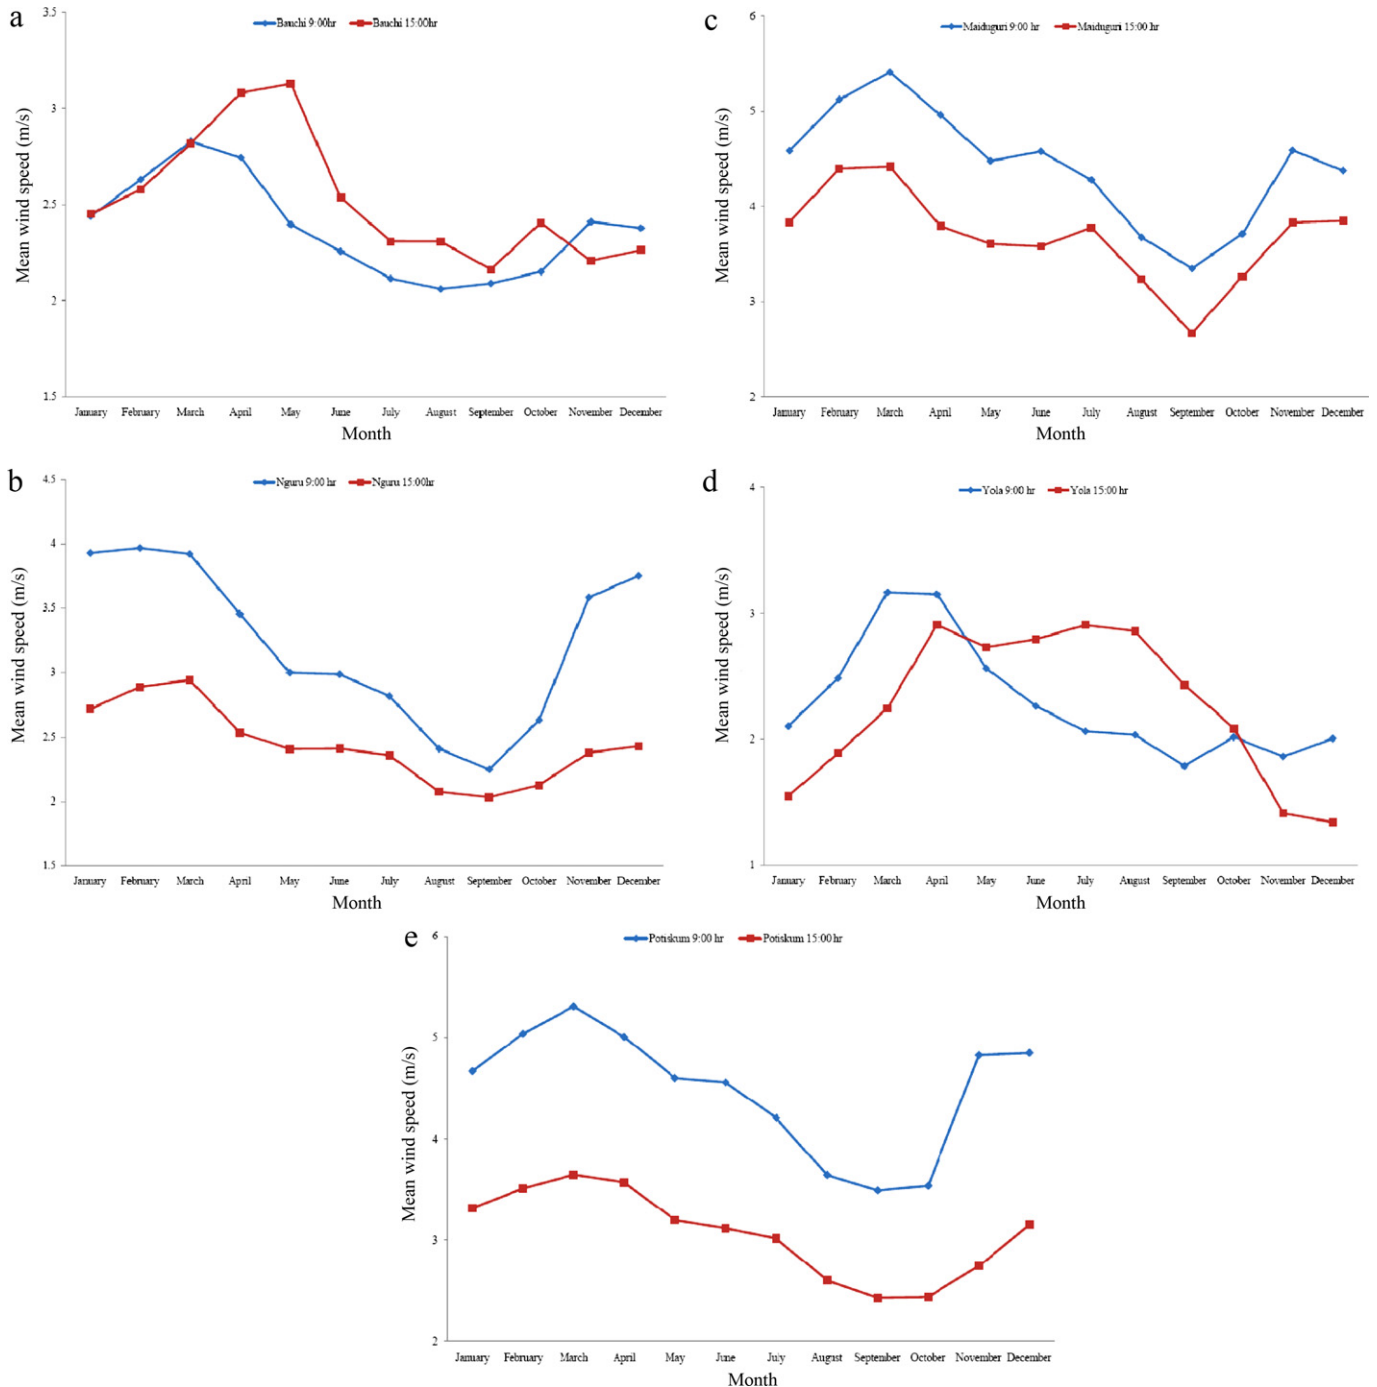 a
Bauchi 9:00hr Bauchi 15:00hr
Mean wind speed (m/s)
3.5
3
2.5
2
1.5
January February March April May June July August September October November December
Month
c
Maiduguri 9:00 hr Maiduguri 15:00 hr
Mean wind speed (m/s)
6
5
4
3
2
January February March April May June July August September October November December
Month
b
Nguru 9:00 hr Nguru 15:00hr
Mean wind speed (m/s)
4.5
4
3.5
3
2.5
2
1.5
January February March April May June July August September October November December
Month
d
Yola 9:00 hr Yola 15:00 hr
Mean wind speed (m/s)
4
3
2
1
January February March April May June July August September October November December
Month
e
Potiskum 9:00 hr Potiskum 15:00 hr
Mean wind speed (m/s)
6
5
4
3
2
January February March April May June July August September October November December
Month